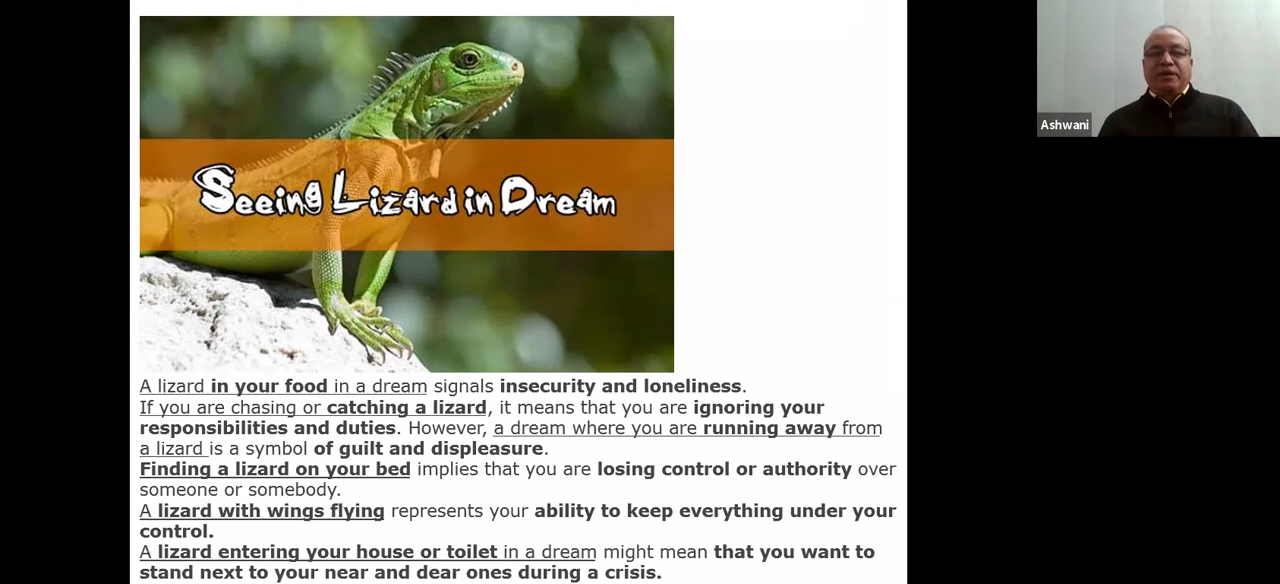 Seeing Lizard in Dream
Ashwani
A lizard in your food in a dream signals insecurity and loneliness.
If you are chasing or catching a lizard, it means that you are ignoring your
responsibilities and duties. However, a dream where you are running away from
a lizard is a symbol of guilt and displeasure.
Finding a lizard on your bed implies that you are losing control or authority over
someone or somebody.
A lizard with wings flying represents your ability to keep everything under your
control.
A lizard entering your house or toilet in a dream might mean that you want to
stand next to your near and dear ones during a crisis.